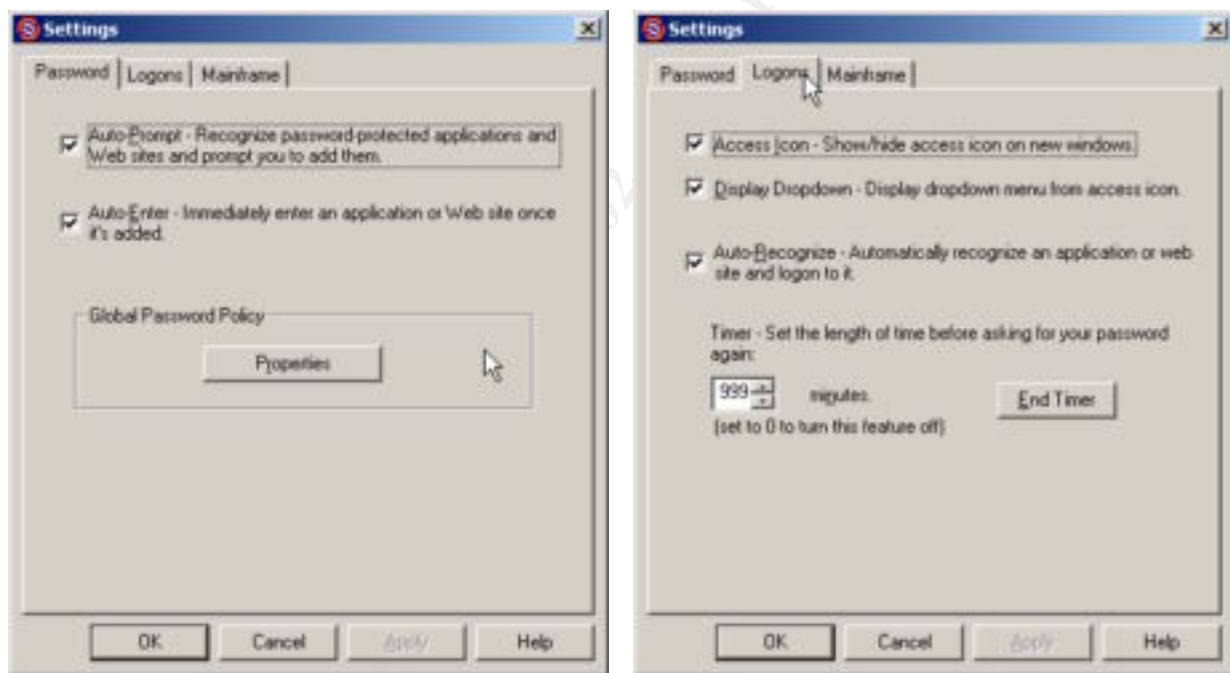 Settings
Password
Logons
Mainframe
Auto-Prompt - Recognize password-protected applications and
Web sites and prompt you to add them.
Auto-Enter - Immediately enter an application or Web site once
it's added.
Global Password Policy
Properties
OK
Cancel
Apply
Help
Settings
Password
Logons
Mainframe
Access Icon - Show/hide access icon on new windows.
Display Dropdown - Display dropdown menu from access icon.
Auto-Recognize - Automatically recognize an application or web
site and logon to it.
Timer - Set the length of time before asking for your password
again:
999
minutes.
End Timer
(set to 0 to turn this feature off)
OK
Cancel
Apply
Help